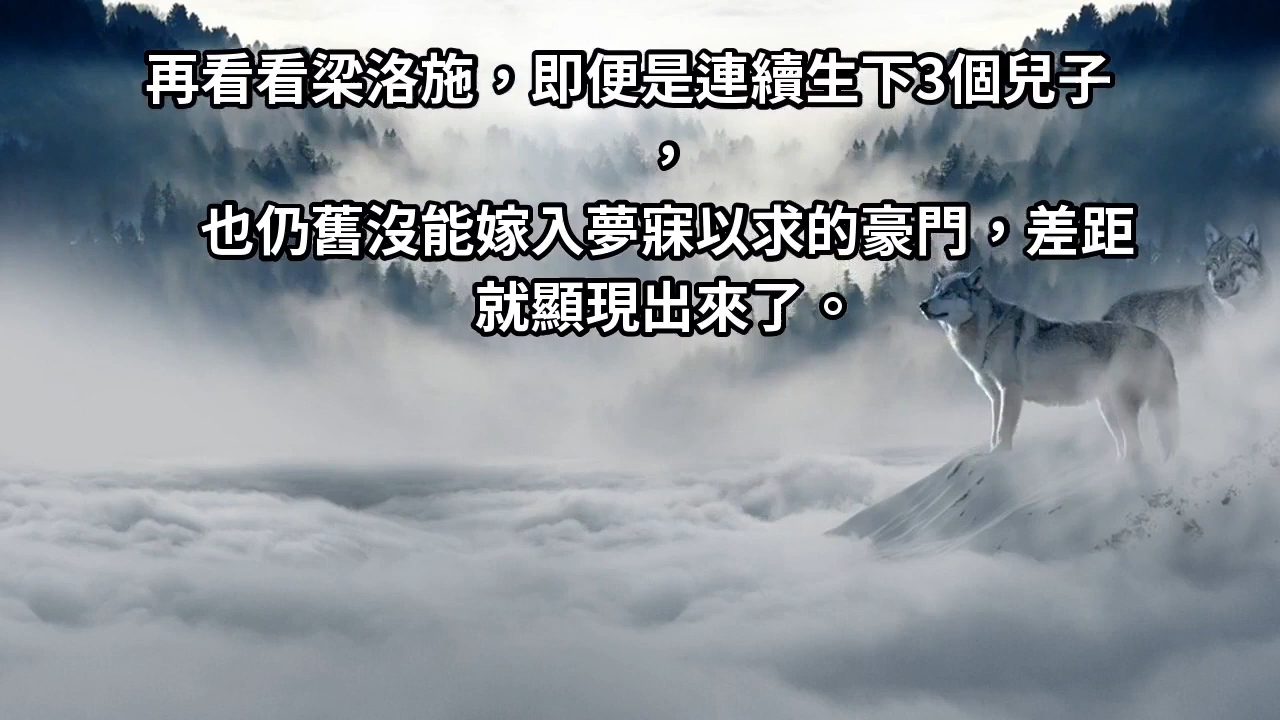 再看看梁洛施，即便是連續生下3個兒子
，
也仍舊沒能嫁入夢寐以求的豪門，差距
就顯現出來了。